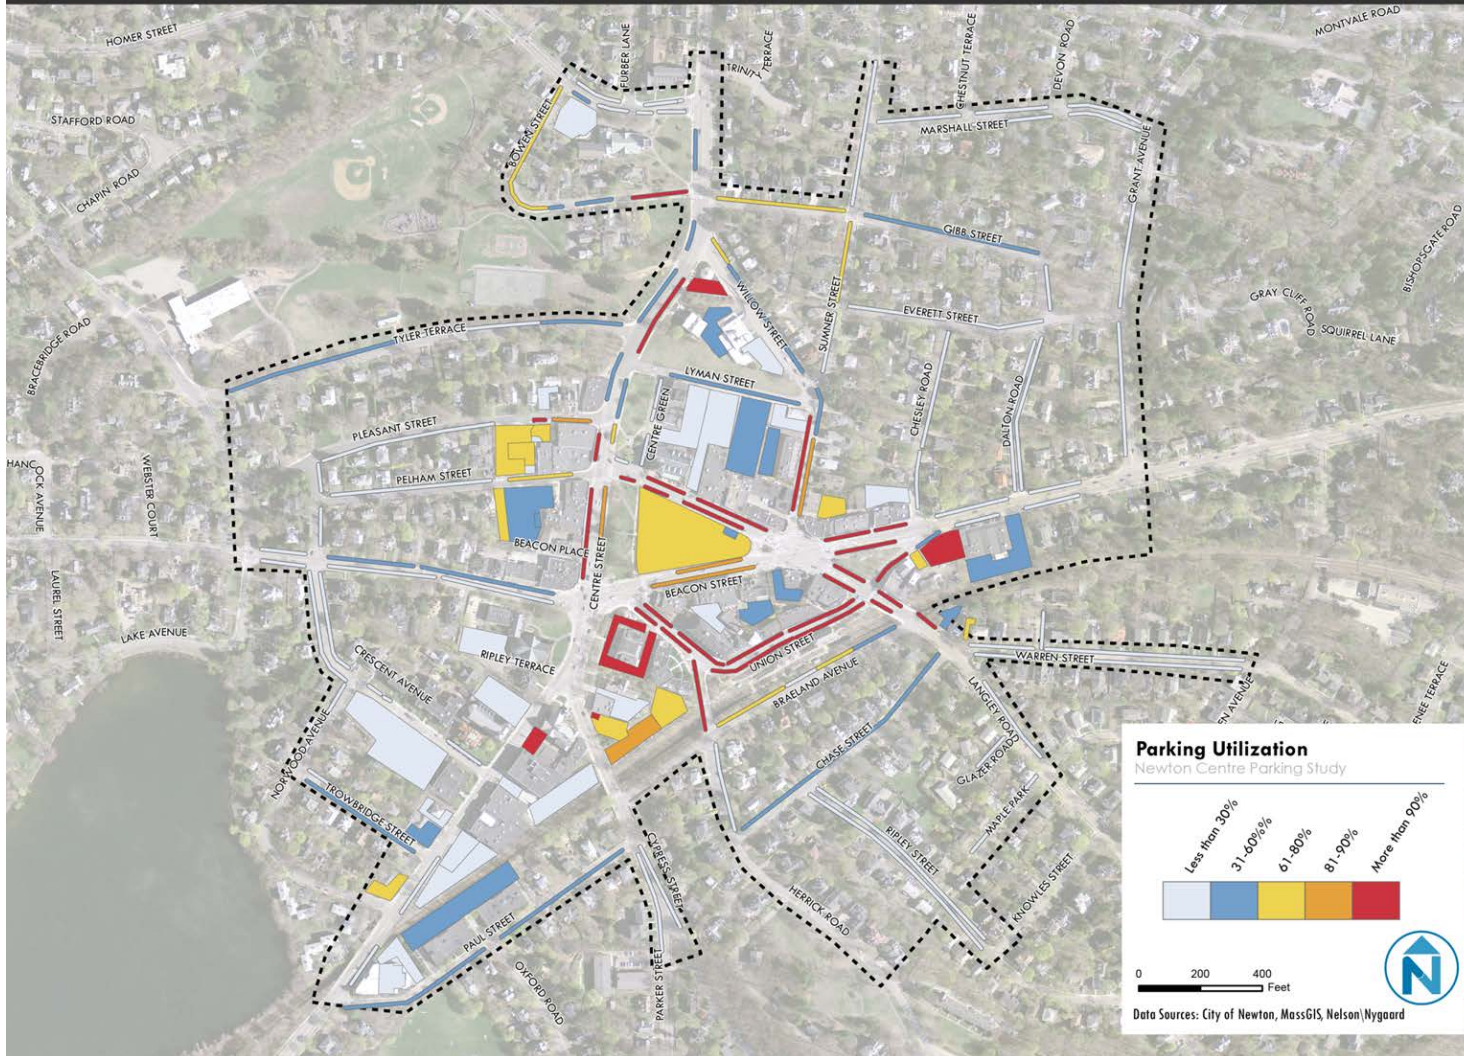 HOMER STREET
FURBER LANE
TRINITY TERRACE
CHESTNUT TERRACE
DEVON ROAD
MONTVALE ROAD
STAFFORD ROAD
BOWEN STREET
MARSHALL STREET
GRANT AVENUE
CHAPIN ROAD
GIBB STREET
BISHOPSGATE ROAD
WILLOW STREET
SUMNER STREET
EVERETT STREET
GRAY CLIFF ROAD
SQUIRREL LANE
BRACEBRIDGE ROAD
TYLER TERRACE
LYMAN STREET
CENTRE GREEN
CHESLEY ROAD
DALTON ROAD
PLEASANT STREET
PELHAM STREET
HANC
OCK AVENUE
WEBSTER COURT
BEACON PLACE
CENTRE STREET
BEACON STREET
LAUREL STREET
LAKE AVENUE
RIPLEY TERRACE
UNION STREET
BRAELAND AVENUE
WARREN STREET
CRESCENT AVENUE
LANGLEY ROAD
EN AVENUE
ENEE TERRACE
NORWOOD AVENUE
CHASE STREET
GLAZER ROAD
MAPLE PARK
TROWBRIDGE STREET
RIPLEY STREET
CYPRESS STREET
HERRICK ROAD
KNOWLES STREET
PAUL STREET
OXFORD ROAD
PARKER STREET
Parking Utilization
Newton Centre Parking Study
Less than 30%
31-60%%
61-80%
81-90%
More than 90%
0 200 400
Feet
N
Data Sources: City of Newton, MassGIS, Nelson\Nygaard